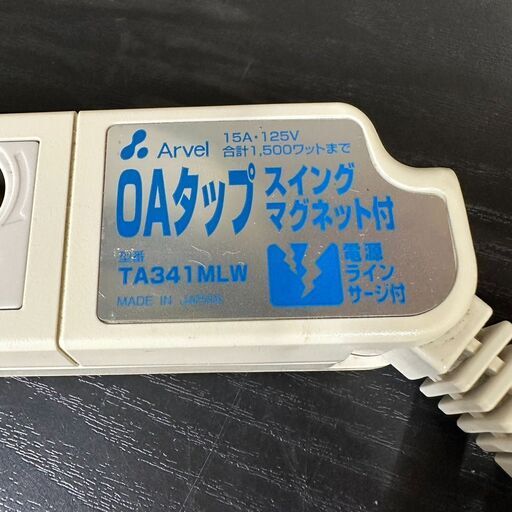 Arvel
15A・125V
合計1,500ワットまで
OAタップ
スイング
マグネット付
型番
TA341MLW
電源
ライン
サージ付
MADE IN JAPAN